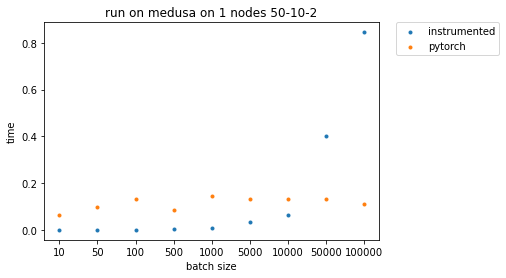 run on medusa on 1 nodes 50-10-2
instrumented
pytorch
0.8
0.6
0.4
0.2
0.0
time
10 50 100 500 1000 5000 10000 50000 100000
batch size